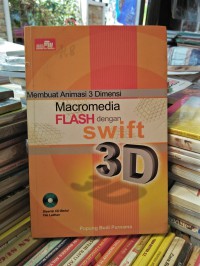 Membuat Animasi 3 Dimensi
Macromedia
FLASH dengan
swift
3D